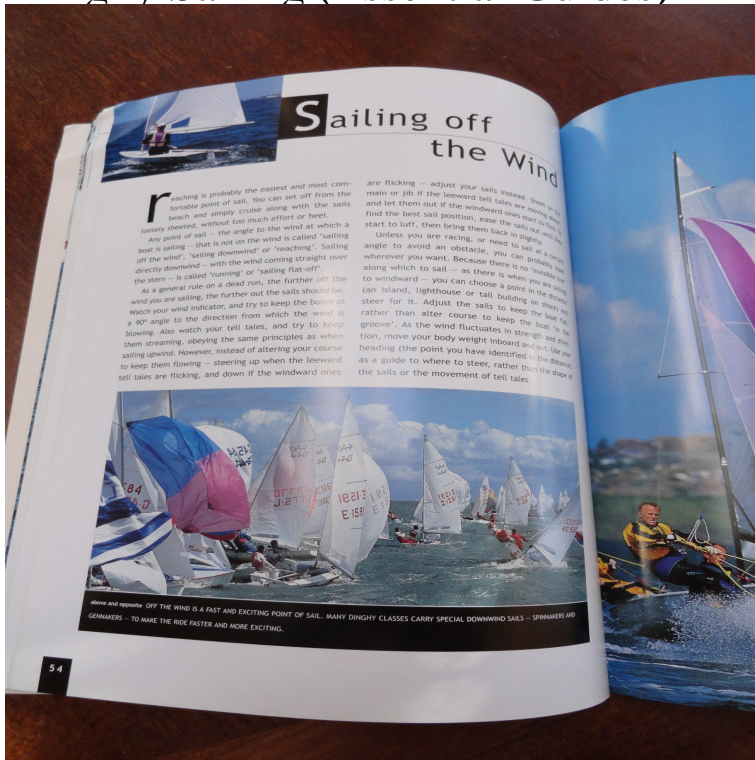 Sailing off
the Wind
reaching is probably the easiest and most com-
fortable point of sail. You can set off from the
beach and simply cruise along with the sails
loosely sheeted, without too much effort or heel.
Any point of sail — the angle to the wind at which a
boat is sailing — that is not on the wind is called 'sailing
off the wind', 'sailing downwind' or 'reaching'. Sailing
directly downwind — with the wind coming straight over
the stern — is called 'running' or 'sailing flat-off'.
As a general rule on a dead run, the further off the
wind you are sailing, the further out the sails should be.
Watch your wind indicator, and try to keep the boom at
a 90° angle to the direction from which the wind is
blowing. Also watch your tell tales, and try to keep
them streaming, obeying the same principles as when
sailing upwind. However, instead of altering your course
to keep them flowing — steering up when the leeward
tell tales are flicking, and down if the windward ones
are flicking — adjust your sails instead. Sheet in the
main or jib if the leeward tell tales are moving about
and let them out if the windward ones start to flick. To
find the best sail position, ease the sails out until they
start to luff, then bring them back in slightly.
Unless you are racing, or need to sail at a certain
angle to avoid an obstacle, you can probably steer
wherever you want. Because there is no 'invisible line'
along which to sail — as there is when you are sailing
to windward — you can choose a point in the distance
(an island, lighthouse or tall building on shore) and
steer for it. Adjust the sails to keep the boat flat,
rather than alter course to keep the boat 'in the
groove'. As the wind fluctuates in strength and direc-
tion, move your body weight inboard and out. Use your
heading (the point you have identified in the distance)
as a guide to where to steer, rather than the shape of
the sails or the movement of tell tales.
E 1591
E 1591
above and opposite OFF THE WIND IS A FAST AND EXCITING POINT OF SAIL. MANY DINGHY CLASSES CARRY SPECIAL DOWNWIND SAILS — SPINNAKERS AND
GENNAKERS — TO MAKE THE RIDE FASTER AND MORE EXCITING.
54